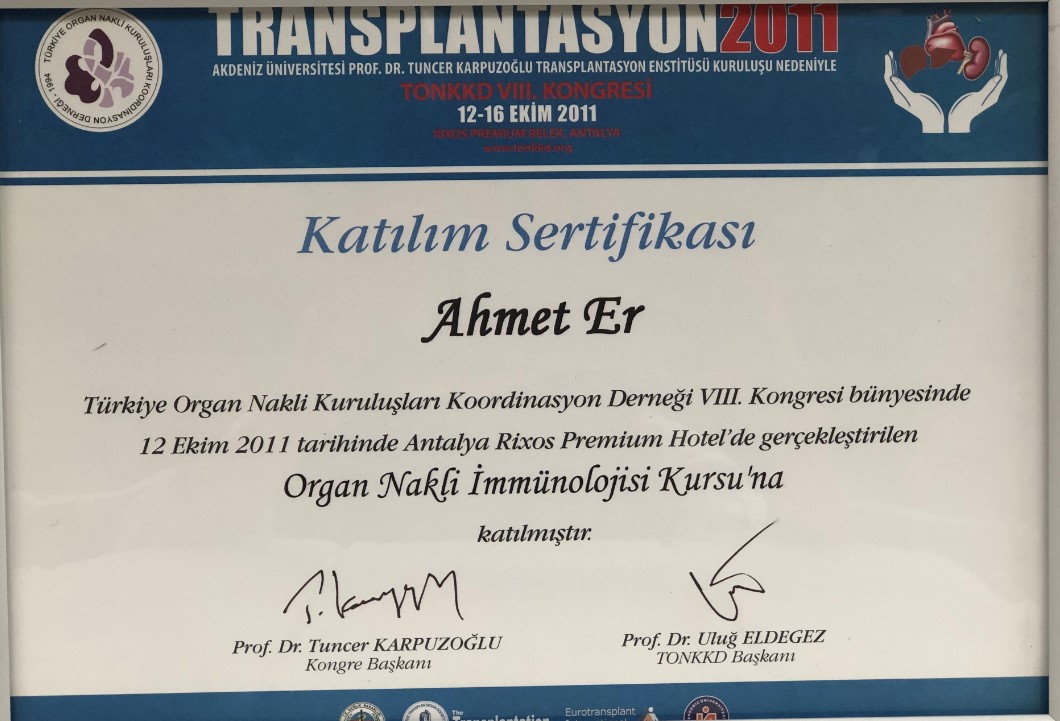 TÜRKİYE ORGAN NAKLİ KURULUŞLARI KOORDİNASYON DERNEĞİ - 1994
TRANSPLANTASYON2011
AKDENİZ ÜNİVERSİTESİ PROF. DR. TUNCER KARPUZOĞLU TRANSPLANTASYON ENSTİTÜSÜ KURULUŞU NEDENİYLE
TONKKD VIII. KONGRESİ
12-16 EKİM 2011
RIXOS PREMIUM BELEK, ANTALYA
www.tonkkd.org
Katılım Sertifikası
Ahmet Er
Türkiye Organ Nakli Kuruluşları Koordinasyon Derneği VIII. Kongresi bünyesinde
12 Ekim 2011 tarihinde Antalya Rixos Premium Hotel'de gerçekleştirilen
Organ Nakli İmmünolojisi Kursu'na
katılmıştır.
Prof. Dr. Tuncer KARPUZOĞLU
Kongre Başkanı
Prof. Dr. Uluğ ELDEGEZ
TONKKD Başkanı
The
Transplantation
Eurotransplant